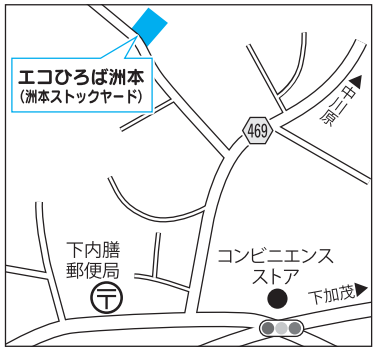 エコひろば洲本
（洲本ストックヤード）
469
中川原
下内膳
郵便局
〒
コンビニエンス
ストア
下加茂